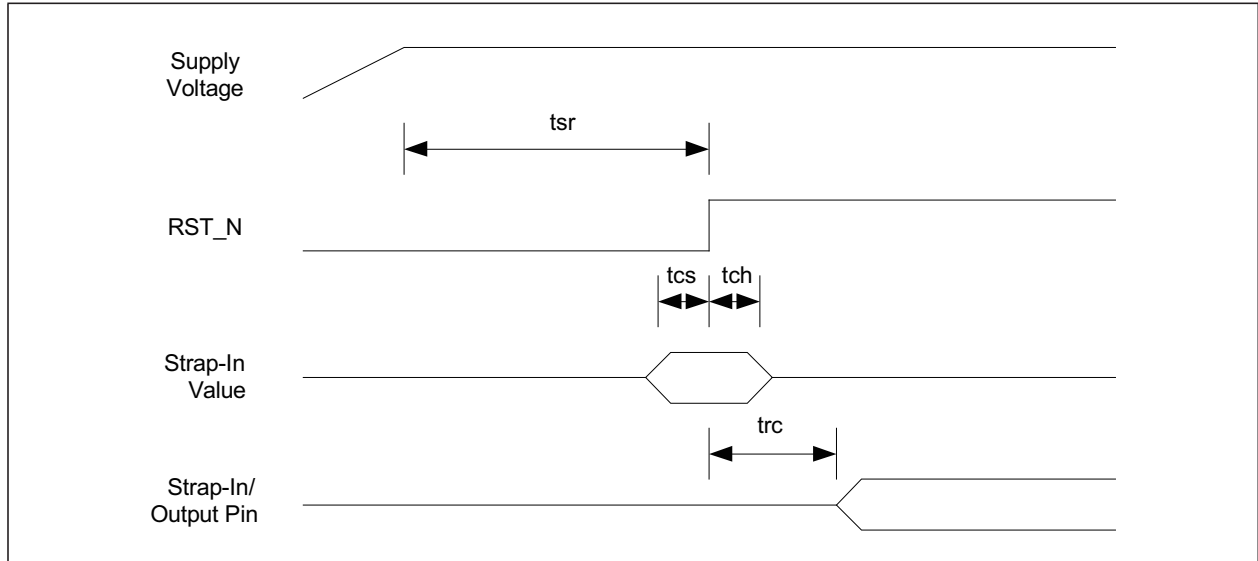 Supply
Voltage
tsr
RST_N
tcs
tch
Strap-In
Value
trc
Strap-In/
Output Pin